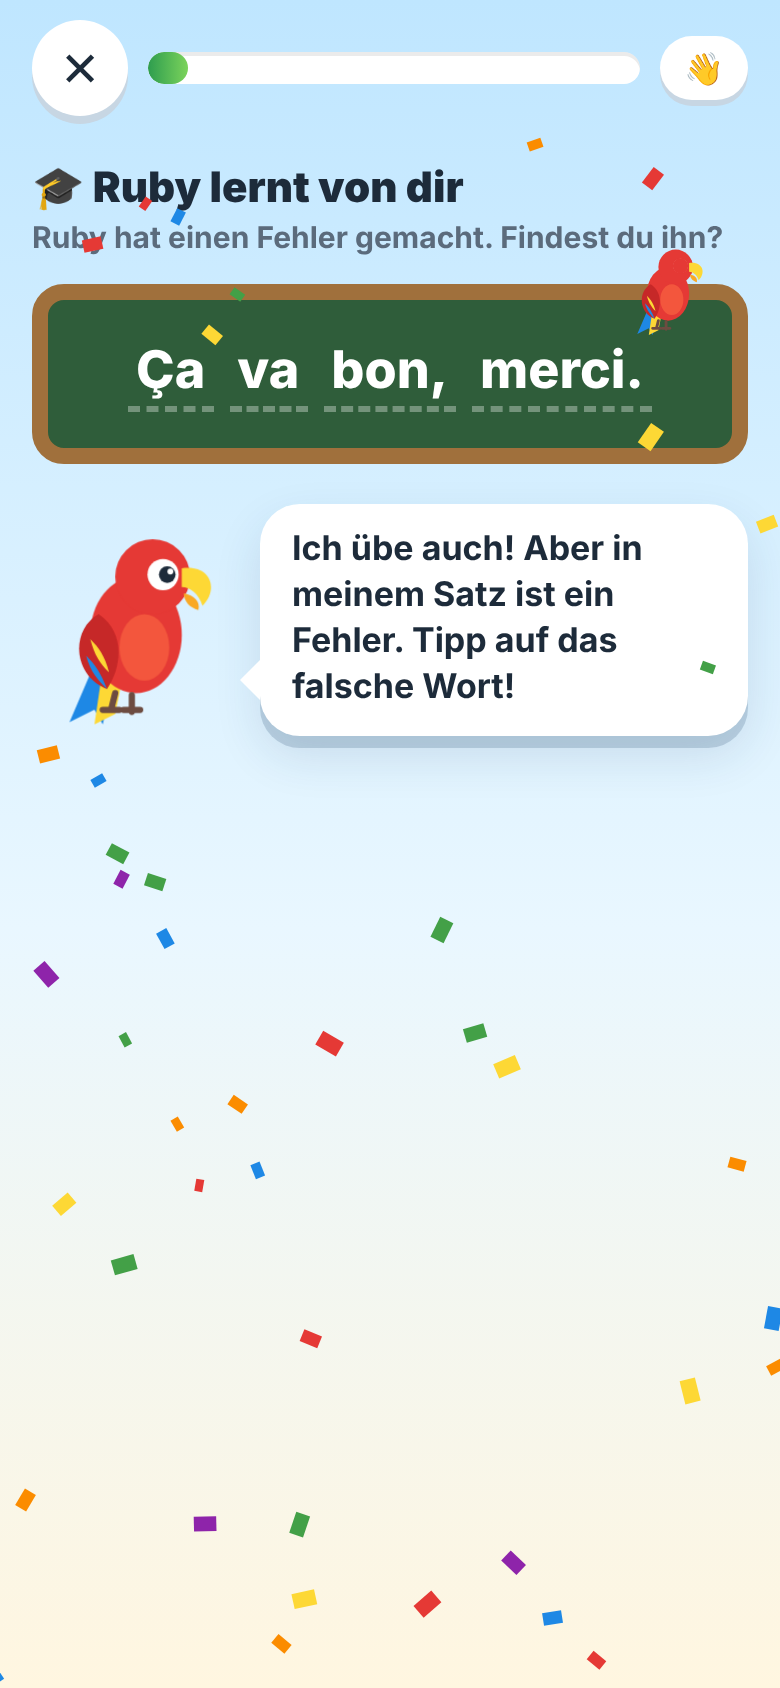 Ruby lernt von dir
Ruby hat einen Fehler gemacht. Findest du ihn?
Ça va bon, merci.
Ich übe auch! Aber in
meinem Satz ist ein
Fehler. Tipp auf das
falsche Wort!